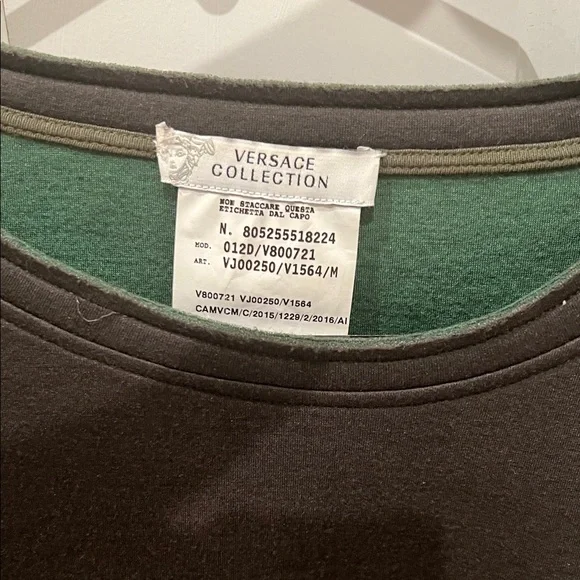 VERSACE
COLLECTION
NON STACCARE QUESTA
ETICHETTA DAL CAPO
N. 805255518224
MOD. 012D/V800721
ART. VJ00250/V1564/M
V800721 VJ00250/V1564
CAMVCM/C/2015/1229/2/2016/AI